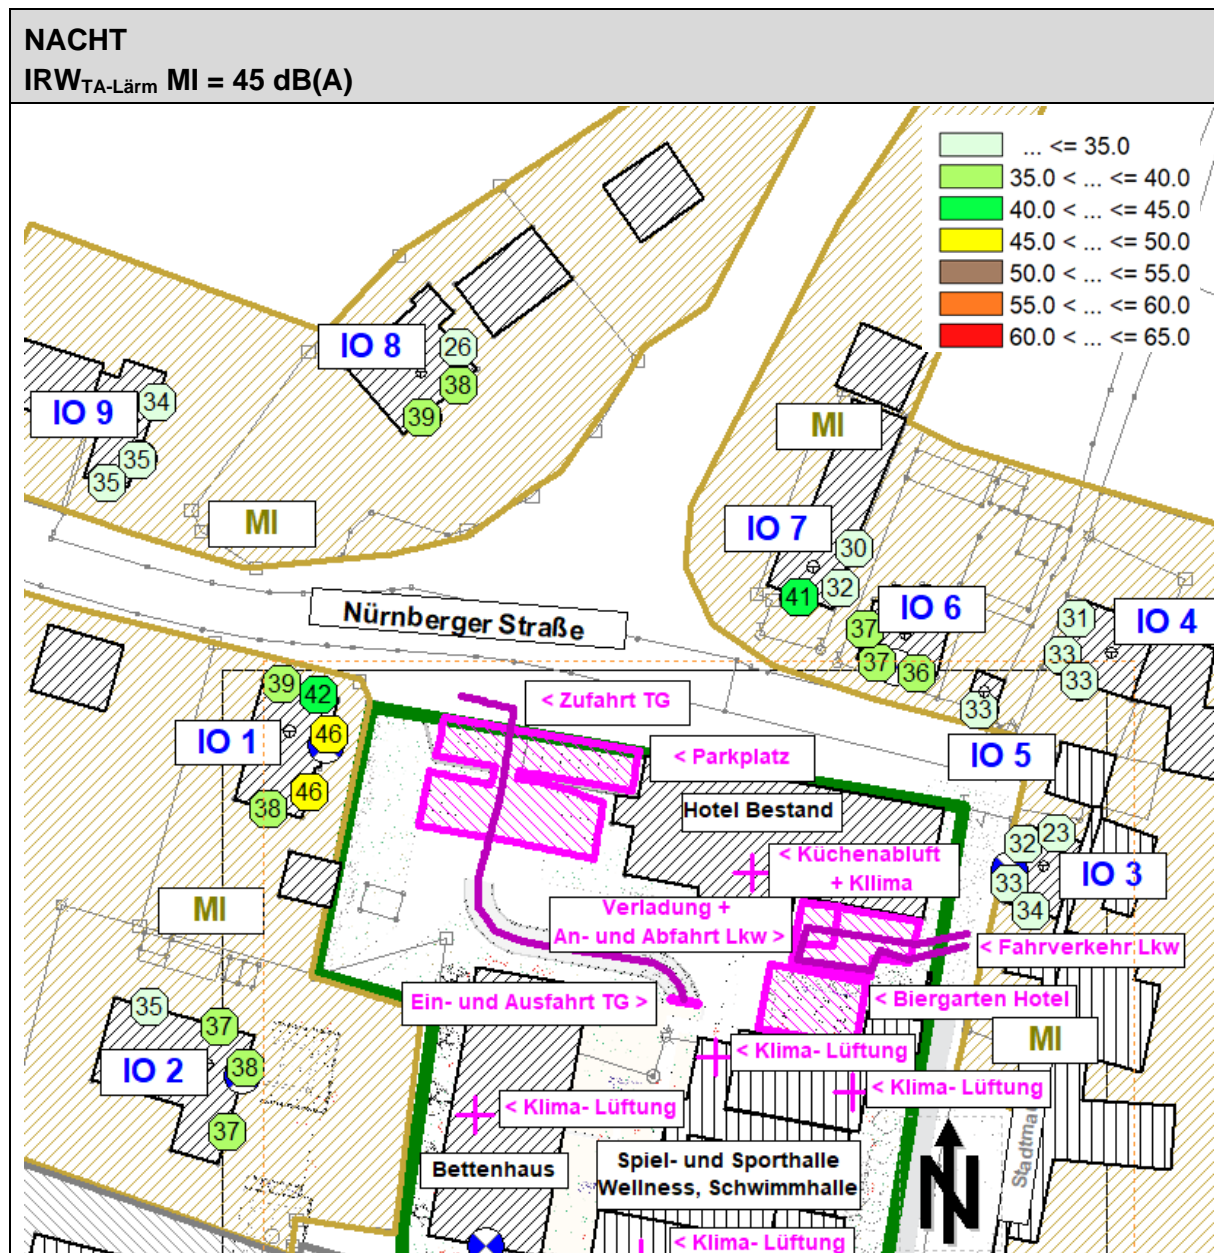 NACHT
IRWTA-Lärm MI = 45 dB(A)
... <= 35.0
35.0 < ... <= 40.0
40.0 < ... <= 45.0
45.0 < ... <= 50.0
50.0 < ... <= 55.0
55.0 < ... <= 60.0
60.0 < ... <= 65.0
IO 8
26
38
39
IO 9
34
35
35
MI
MI
IO 7
30
32
41
IO 6
37
37
36
31
IO 4
33
33
33
IO 5
Nürnberger Straße
39
42
46
IO 1
46
38
< Zufahrt TG
< Parkplatz
Hotel Bestand
< Küchenabluft
+ Kllima
32
23
33
IO 3
34
MI
Verladung +
An- und Abfahrt Lkw >
< Fahrverkehr Lkw
Ein- und Ausfahrt TG >
< Biergarten Hotel
35
37
IO 2
38
37
MI
< Klima- Lüftung
< Klima- Lüftung
< Klima- Lüftung
Bettenhaus
Spiel- und Sporthalle
Wellness, Schwimmhalle
N
< Klima- Lüftung